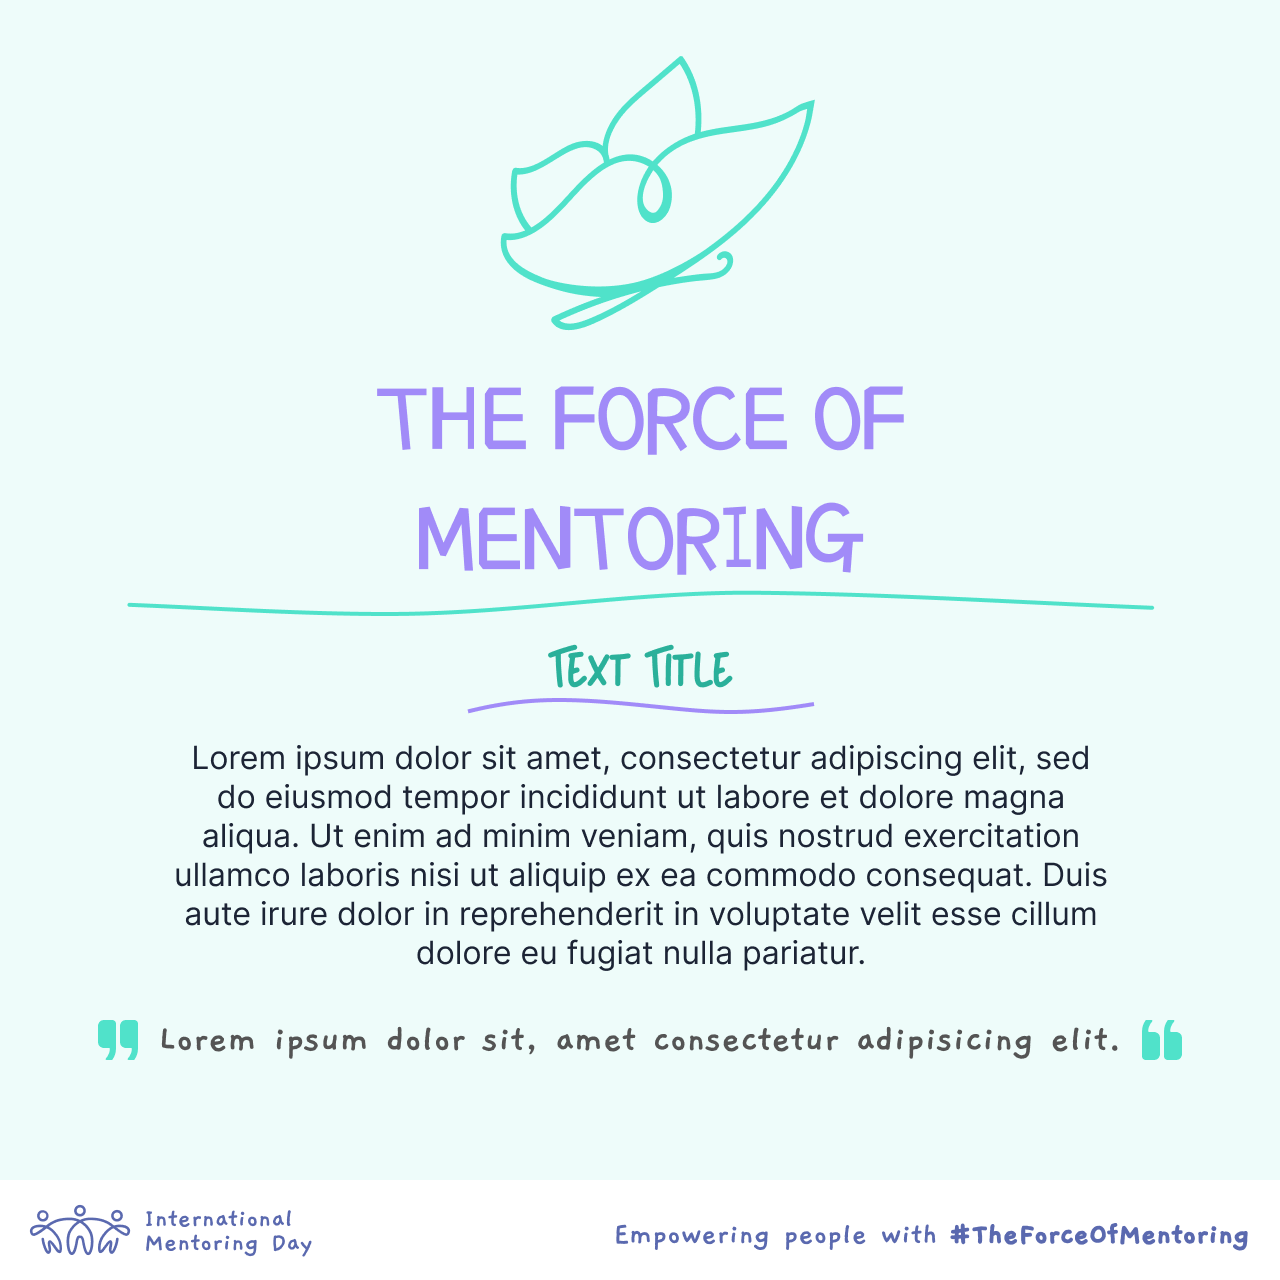 THE FORCE OF
MENTORING
TEXT TITLE
Lorem ipsum dolor sit amet, consectetur adipiscing elit, sed
do eiusmod tempor incididunt ut labore et dolore magna
aliqua. Ut enim ad minim veniam, quis nostrud exercitation
ullamco laboris nisi ut aliquip ex ea commodo consequat. Duis
aute irure dolor in reprehenderit in voluptate velit esse cillum
dolore eu fugiat nulla pariatur.
” Lorem ipsum dolor sit, amet consectetur adipisicing elit. “
International
Mentoring Day
Empowering people with #TheForceOfMentoring